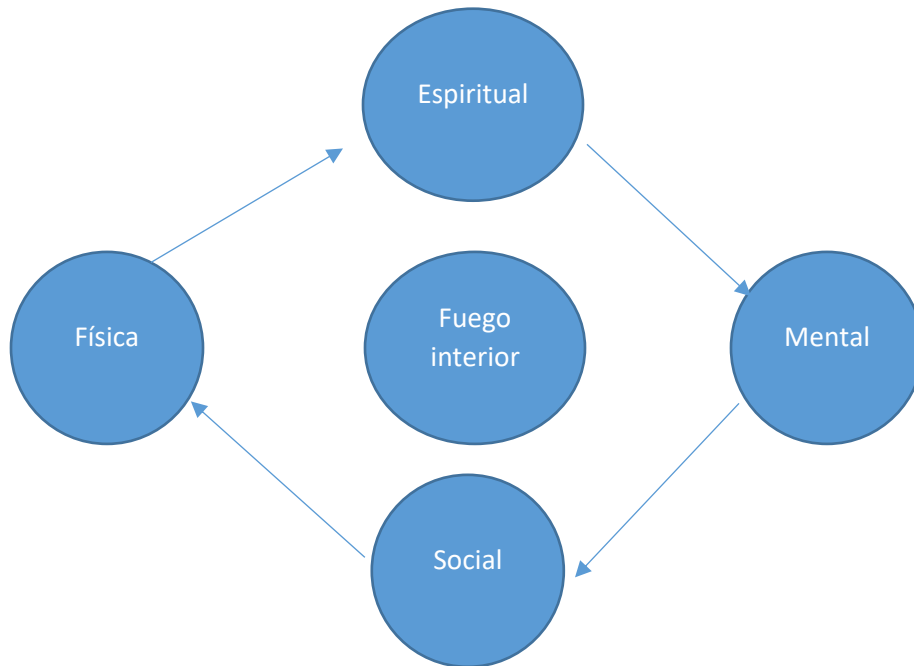 Espiritual
Física
Fuego
interior
Mental
Social